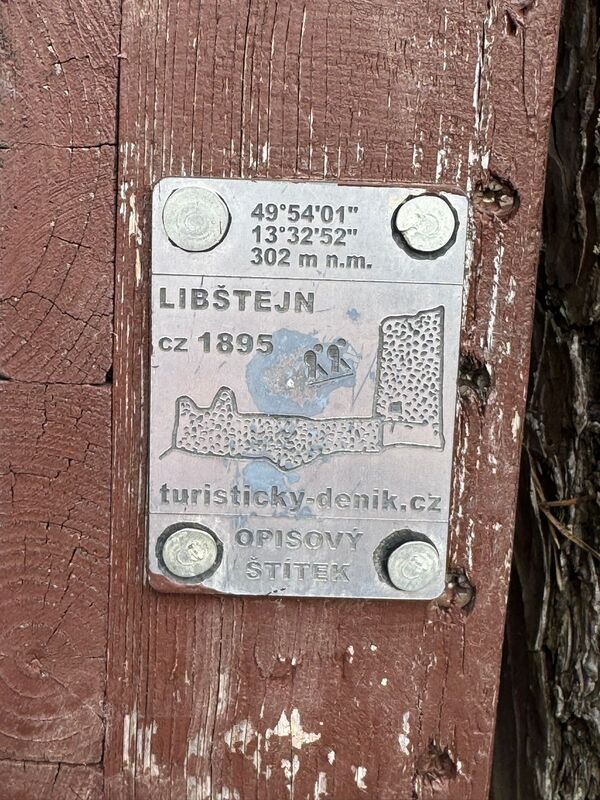 49°54'01"
13°32'52"
302 m n.m.
LIBŠTEJN
cz 1895
turisticky-denik.cz
OPISOVÝ
ŠTÍTEK